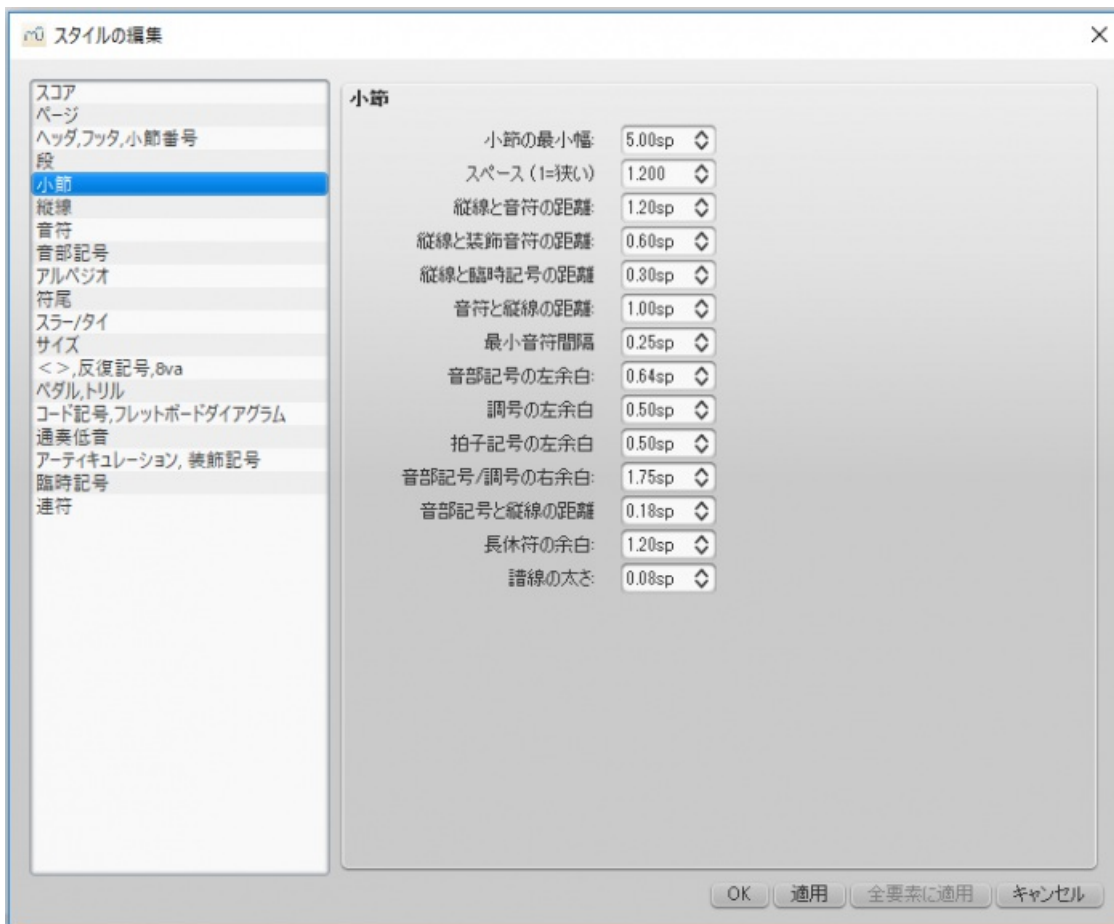 スタイルの編集
スコア
ページ
ヘッダ,フッタ,小節番号
段
小節
縦線
音符
音部記号
アルペジオ
符尾
スラー/タイ
サイズ
<>,反復記号,8va
ペダル,トリル
コード記号,フレットボードダイアグラム
通奏低音
アーティキュレーション, 装飾記号
臨時記号
連符
小節
小節の最小幅: 5.00sp
スペース (1=狭い) 1.200
縦線と音符の距離: 1.20sp
縦線と装飾音符の距離: 0.60sp
縦線と臨時記号の距離 0.30sp
音符と縦線の距離: 1.00sp
最小音符間隔 0.25sp
音部記号の左余白: 0.64sp
調号の左余白 0.50sp
拍子記号の左余白 0.50sp
音部記号/調号の右余白: 1.75sp
音部記号と縦線の距離 0.18sp
長休符の余白: 1.20sp
譜線の太さ: 0.08sp
OK 適用 全要素に適用 キャンセル